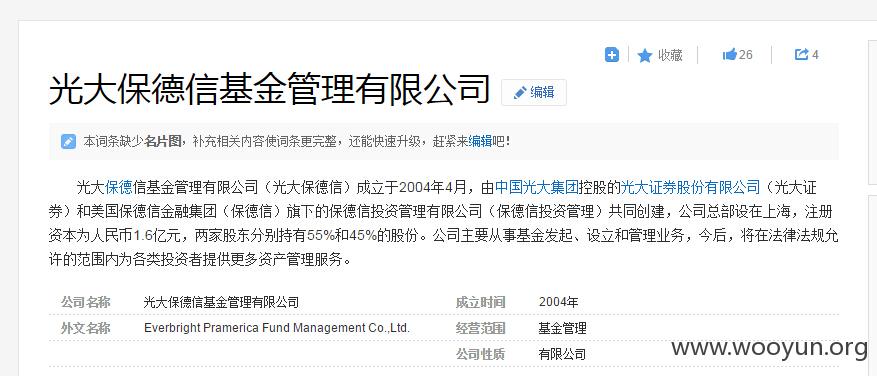 收藏 26 4
光大保德信基金管理有限公司 编辑
本词条缺少名片图，补充相关内容使词条更完整，还能快速升级，赶紧来编辑吧！
光大保德信基金管理有限公司（光大保德信）成立于2004年4月，由中国光大集团控股的光大证券股份有限公司（光大证
券）和美国保德信金融集团（保德信）旗下的保德信投资管理有限公司（保德信投资管理）共同创建，公司总部设在上海，注册
资本为人民币1.6亿元，两家股东分别持有55%和45%的股份。公司主要从事基金发起、设立和管理业务，今后，将在法律法规允
许的范围内为各类投资者提供更多资产管理服务。
公司名称 光大保德信基金管理有限公司 成立时间 2004年
外文名称 Everbright Pramerica Fund Management Co.,Ltd. 经营范围 基金管理
公司性质 有限公司
www.wooyun.org